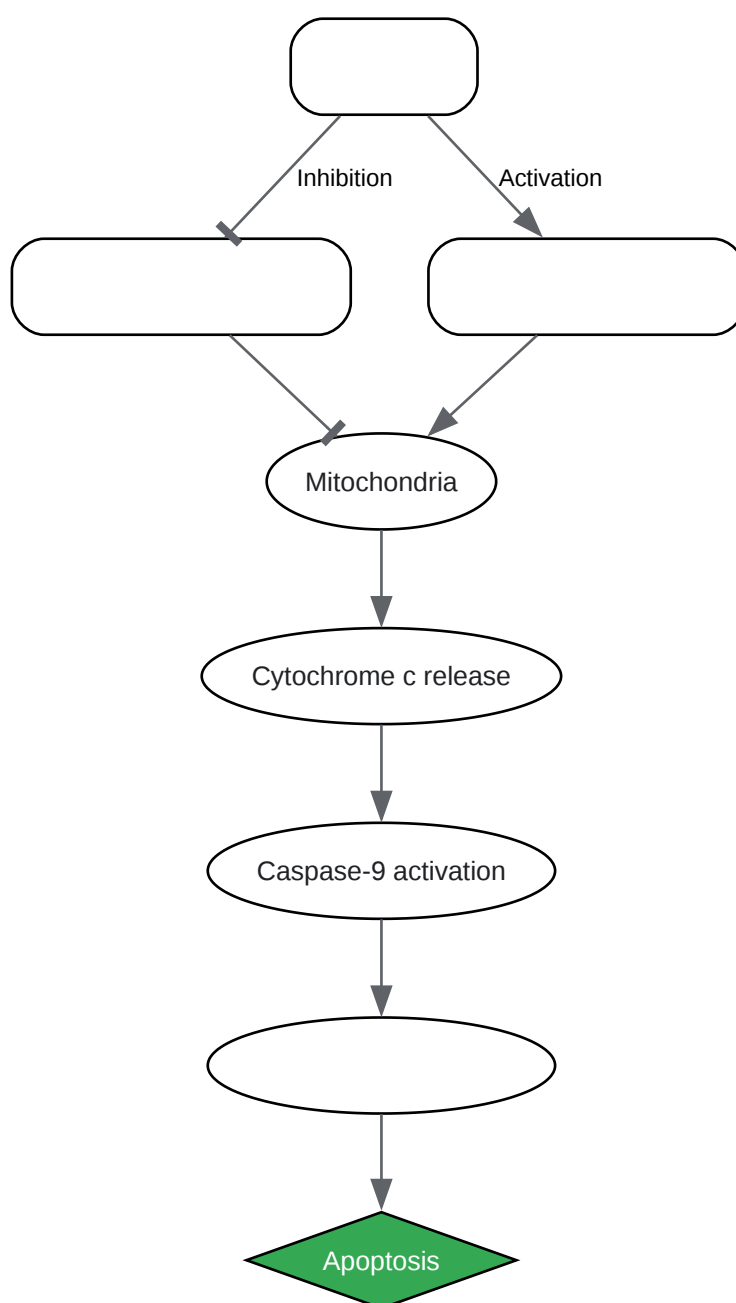 Inhibition
Activation
Mitochondria
Cytochrome c release
Caspase-9 activation
Apoptosis